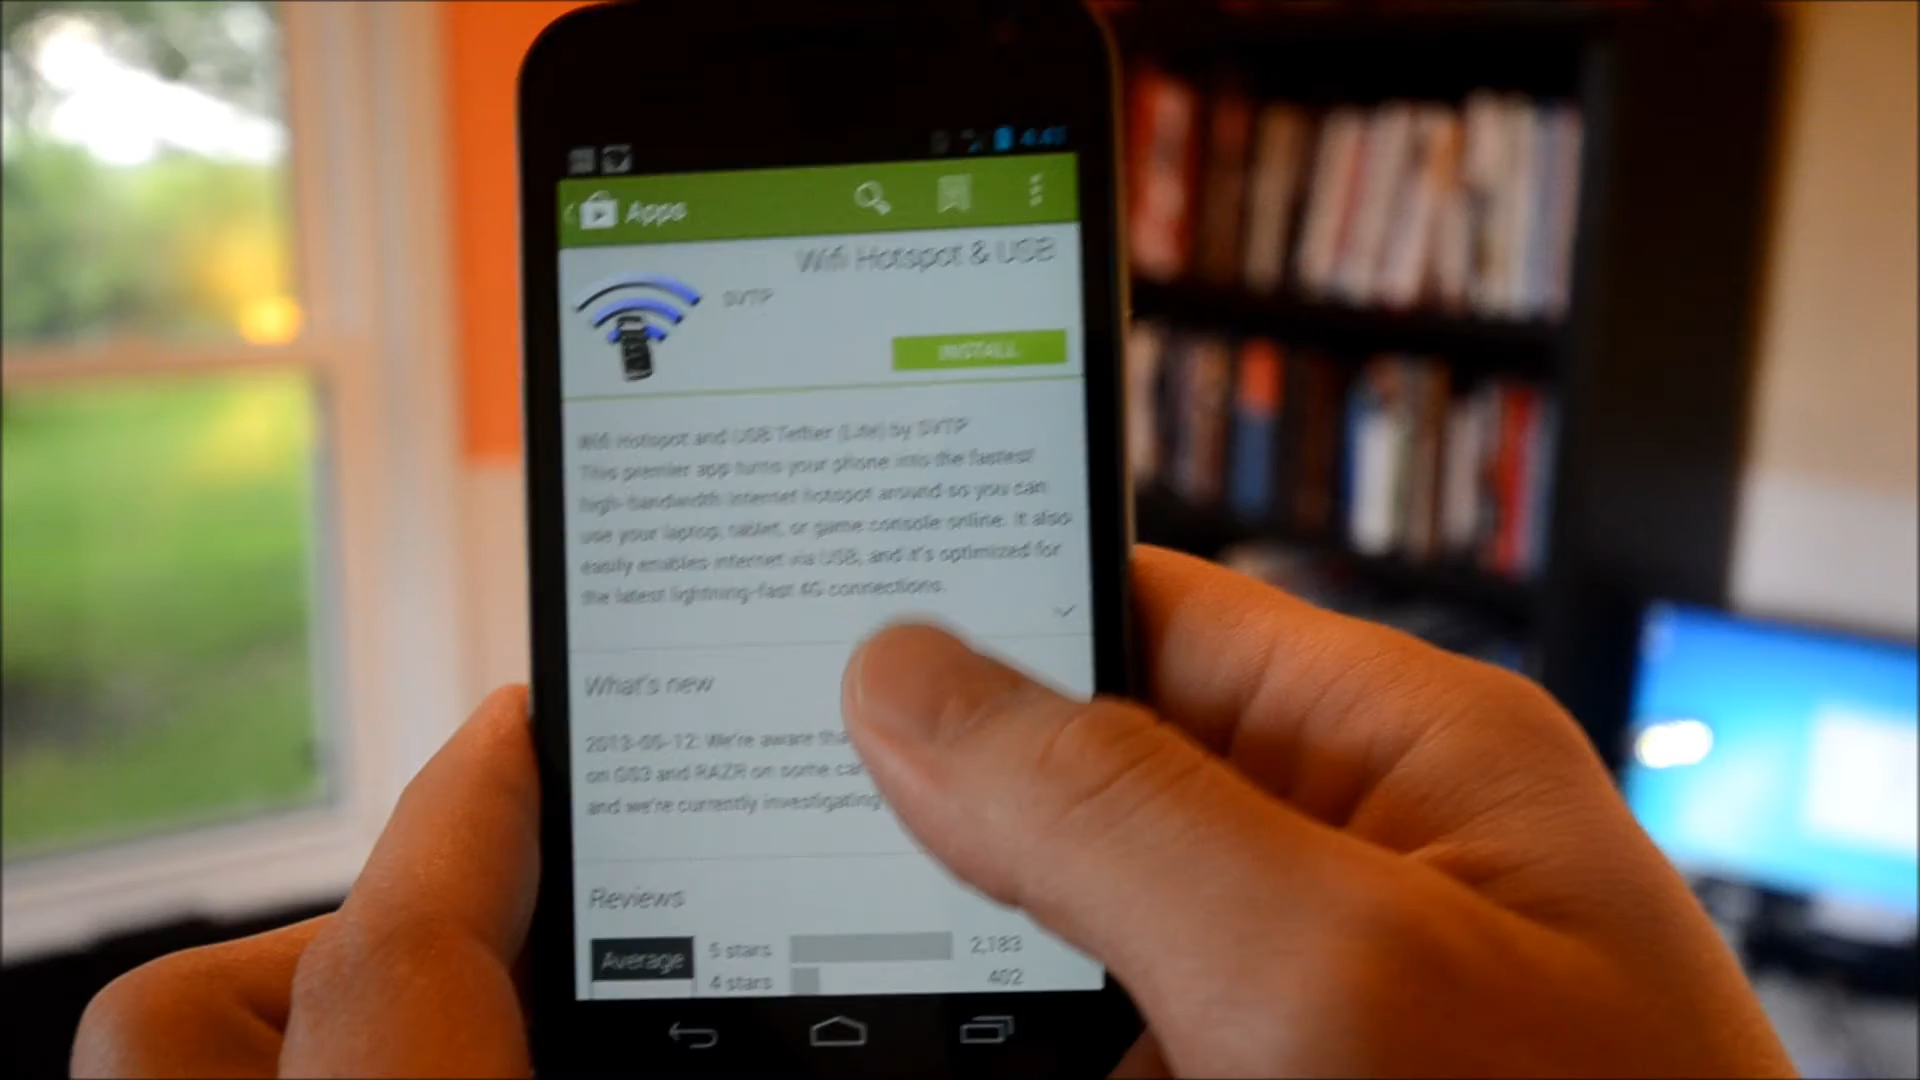 4:41
Apps
Wifi Hotspot & USB
SVTP
INSTALL
Wifi Hotspot and USB Tether (Lite) by SVTP
This premier app turns your phone into the fastest
high-bandwidth internet hotspot around so you can
use your laptop, tablet, or game console online. It also
easily enables internet via USB, and it's optimized for
the latest lightning-fast 4G connections.
What's new
We're aware
on GS3 and RAZR on some
and we're currently investigating
Reviews
Average
5 stars 2,183
4 stars 402